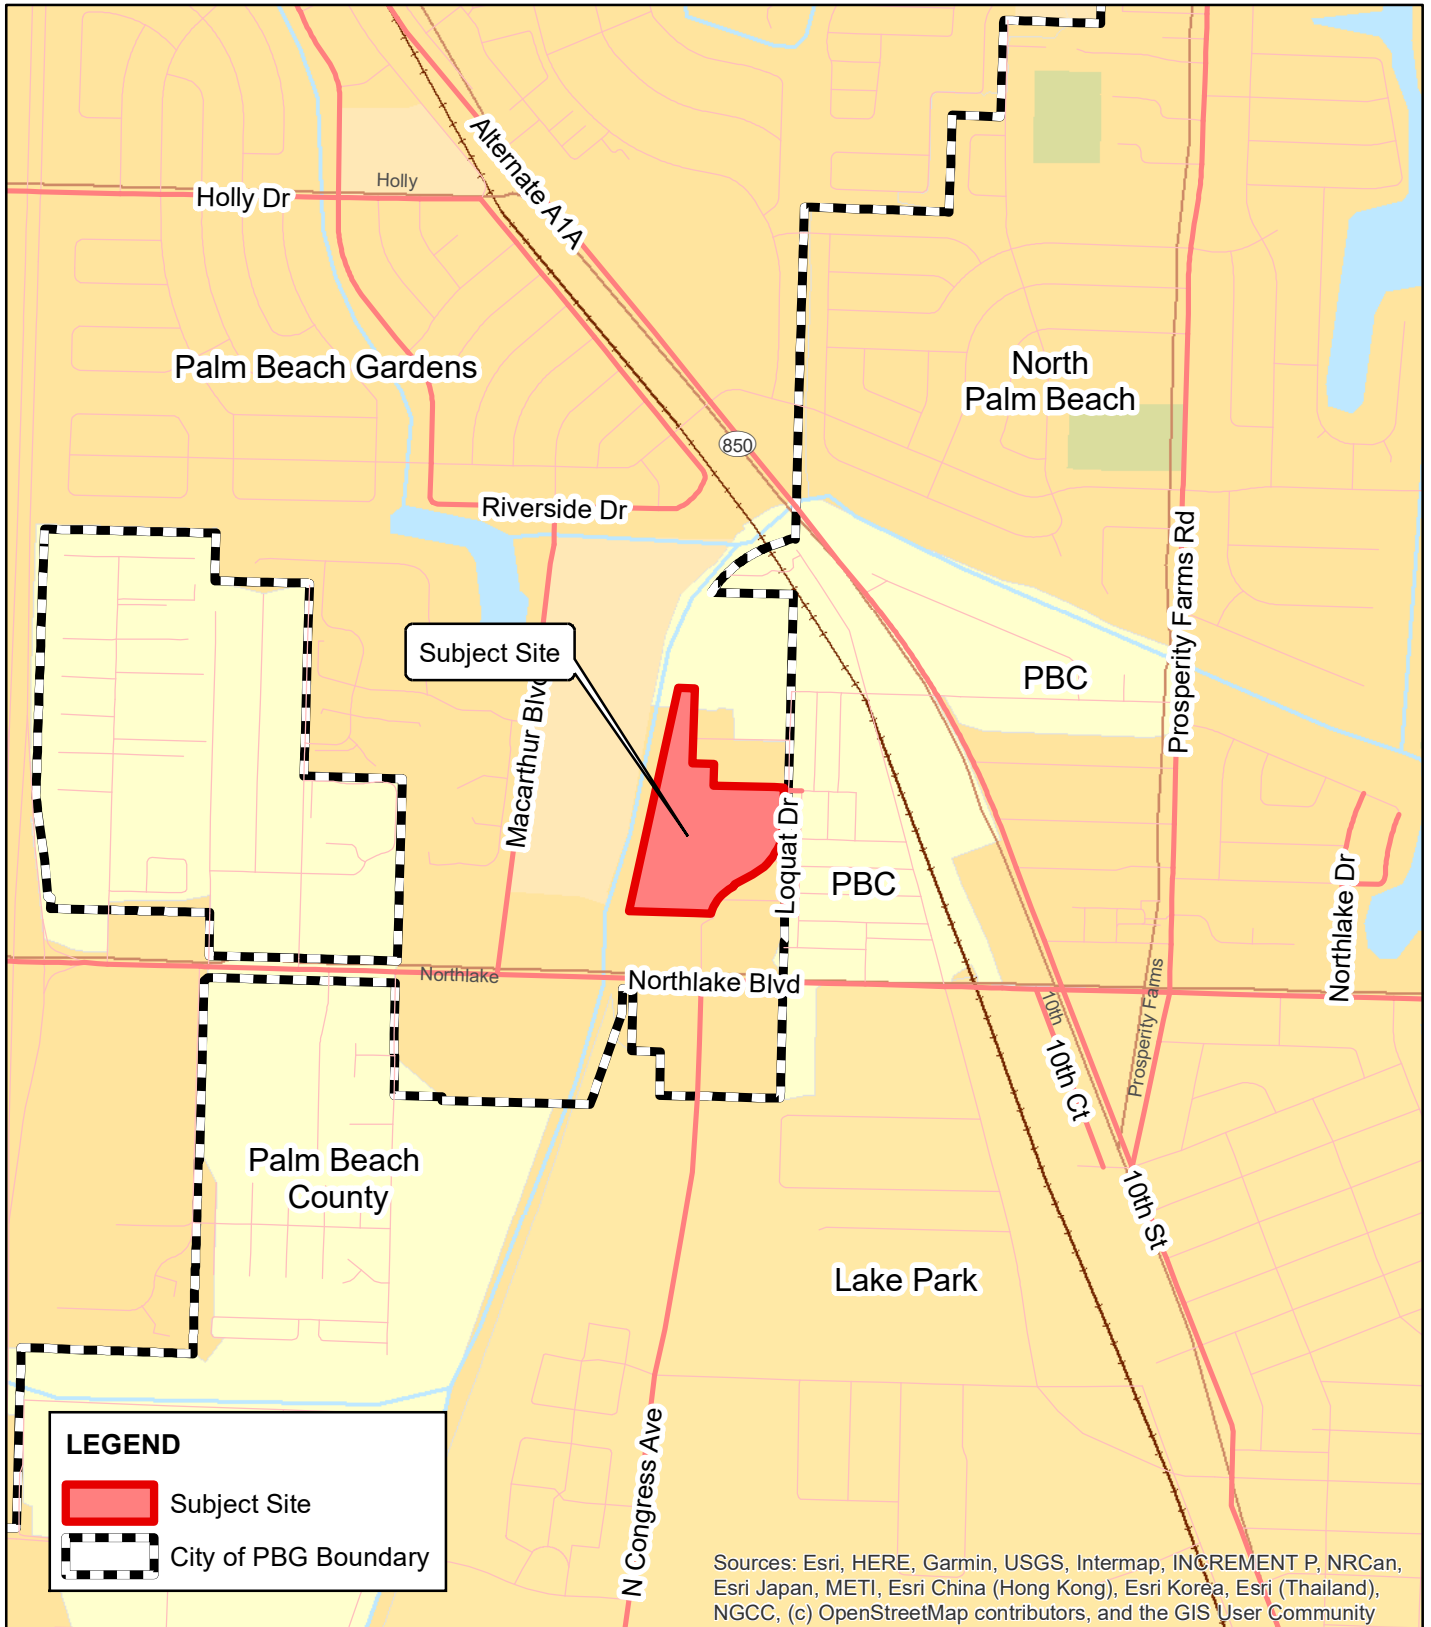 Alternate A1A
Holly
Holly Dr
Palm Beach Gardens
North
Palm Beach
850
Riverside Dr
Prosperity Farms Rd
Subject Site
PBC
Macarthur Blvd
Loquat Dr
PBC
Northlake Dr
Northlake
Northlake Blvd
10th
Prosperity Farms
10th Ct
Palm Beach
County
10th St
Lake Park
N Congress Ave
LEGEND
Subject Site
City of PBG Boundary
Sources: Esri, HERE, Garmin, USGS, Intermap, INCREMENT P, NRCan,
Esri Japan, METI, Esri China (Hong Kong), Esri Korea, Esri (Thailand),
NGCC, (c) OpenStreetMap contributors, and the GIS User Community